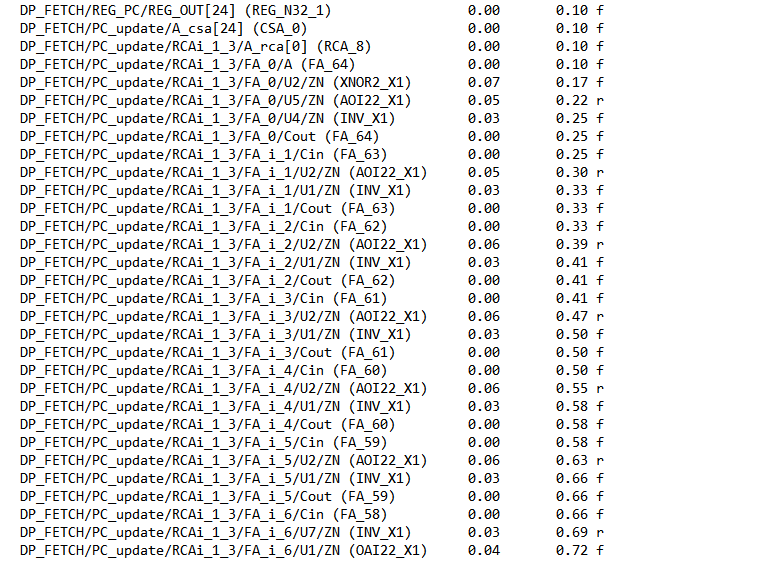 DP_FETCH/REG_PC/REG_OUT[24] (REG_N32_1) 0.00 0.10 f
DP_FETCH/PC_update/A_csa[24] (CSA_0) 0.00 0.10 f
DP_FETCH/PC_update/RCAi_1_3/A_rca[0] (RCA_8) 0.00 0.10 f
DP_FETCH/PC_update/RCAi_1_3/FA_0/A (FA_64) 0.00 0.10 f
DP_FETCH/PC_update/RCAi_1_3/FA_0/U2/ZN (XNOR2_X1) 0.07 0.17 f
DP_FETCH/PC_update/RCAi_1_3/FA_0/U5/ZN (AOI22_X1) 0.05 0.22 r
DP_FETCH/PC_update/RCAi_1_3/FA_0/U4/ZN (INV_X1) 0.03 0.25 f
DP_FETCH/PC_update/RCAi_1_3/FA_0/Cout (FA_64) 0.00 0.25 f
DP_FETCH/PC_update/RCAi_1_3/FA_i_1/Cin (FA_63) 0.00 0.25 f
DP_FETCH/PC_update/RCAi_1_3/FA_i_1/U2/ZN (AOI22_X1) 0.05 0.30 r
DP_FETCH/PC_update/RCAi_1_3/FA_i_1/U1/ZN (INV_X1) 0.03 0.33 f
DP_FETCH/PC_update/RCAi_1_3/FA_i_1/Cout (FA_63) 0.00 0.33 f
DP_FETCH/PC_update/RCAi_1_3/FA_i_2/Cin (FA_62) 0.00 0.33 f
DP_FETCH/PC_update/RCAi_1_3/FA_i_2/U2/ZN (AOI22_X1) 0.06 0.39 r
DP_FETCH/PC_update/RCAi_1_3/FA_i_2/U1/ZN (INV_X1) 0.03 0.41 f
DP_FETCH/PC_update/RCAi_1_3/FA_i_2/Cout (FA_62) 0.00 0.41 f
DP_FETCH/PC_update/RCAi_1_3/FA_i_3/Cin (FA_61) 0.00 0.41 f
DP_FETCH/PC_update/RCAi_1_3/FA_i_3/U2/ZN (AOI22_X1) 0.06 0.47 r
DP_FETCH/PC_update/RCAi_1_3/FA_i_3/U1/ZN (INV_X1) 0.03 0.50 f
DP_FETCH/PC_update/RCAi_1_3/FA_i_3/Cout (FA_61) 0.00 0.50 f
DP_FETCH/PC_update/RCAi_1_3/FA_i_4/Cin (FA_60) 0.00 0.50 f
DP_FETCH/PC_update/RCAi_1_3/FA_i_4/U2/ZN (AOI22_X1) 0.06 0.55 r
DP_FETCH/PC_update/RCAi_1_3/FA_i_4/U1/ZN (INV_X1) 0.03 0.58 f
DP_FETCH/PC_update/RCAi_1_3/FA_i_4/Cout (FA_60) 0.00 0.58 f
DP_FETCH/PC_update/RCAi_1_3/FA_i_5/Cin (FA_59) 0.00 0.58 f
DP_FETCH/PC_update/RCAi_1_3/FA_i_5/U2/ZN (AOI22_X1) 0.06 0.63 r
DP_FETCH/PC_update/RCAi_1_3/FA_i_5/U1/ZN (INV_X1) 0.03 0.66 f
DP_FETCH/PC_update/RCAi_1_3/FA_i_5/Cout (FA_59) 0.00 0.66 f
DP_FETCH/PC_update/RCAi_1_3/FA_i_6/Cin (FA_58) 0.00 0.66 f
DP_FETCH/PC_update/RCAi_1_3/FA_i_6/U7/ZN (INV_X1) 0.03 0.69 r
DP_FETCH/PC_update/RCAi_1_3/FA_i_6/U1/ZN (OAI22_X1) 0.04 0.72 f